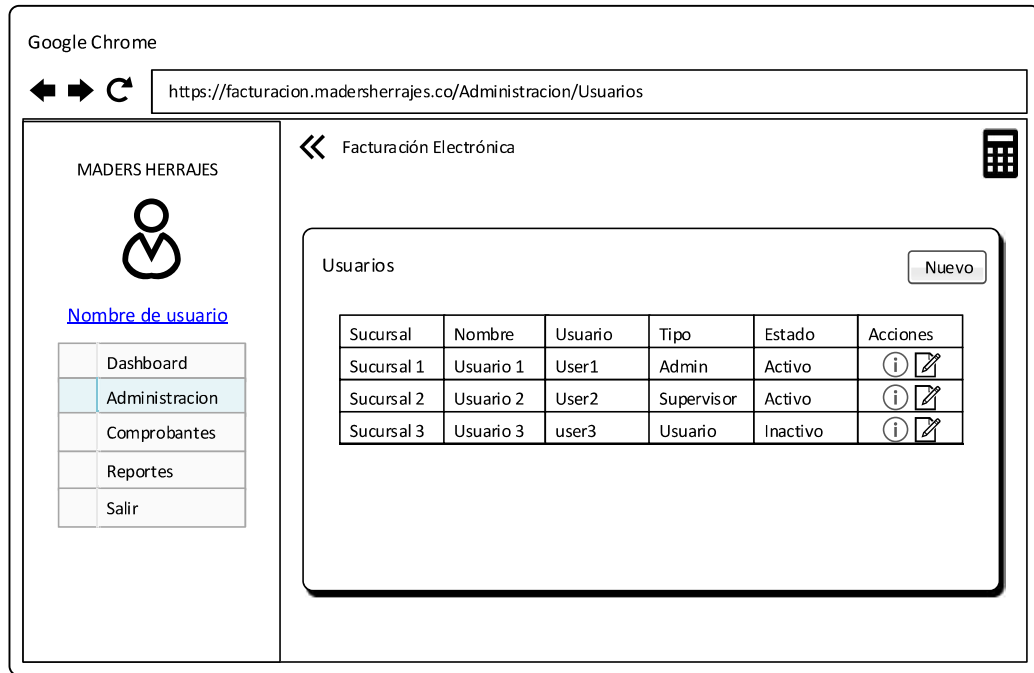 Google Chrome
https://facturacion.madersherrajes.co/Administracion/Usuarios
MADERS HERRAJES
Nombre de usuario
Dashboard
Administracion
Comprobantes
Reportes
Salir
Facturación Electrónica
Usuarios
Nuevo
Sucursal Nombre Usuario Tipo Estado Acciones
Sucursal 1 Usuario 1 User1 Admin Activo
Sucursal 2 Usuario 2 User2 Supervisor Activo
Sucursal 3 Usuario 3 user3 Usuario Inactivo